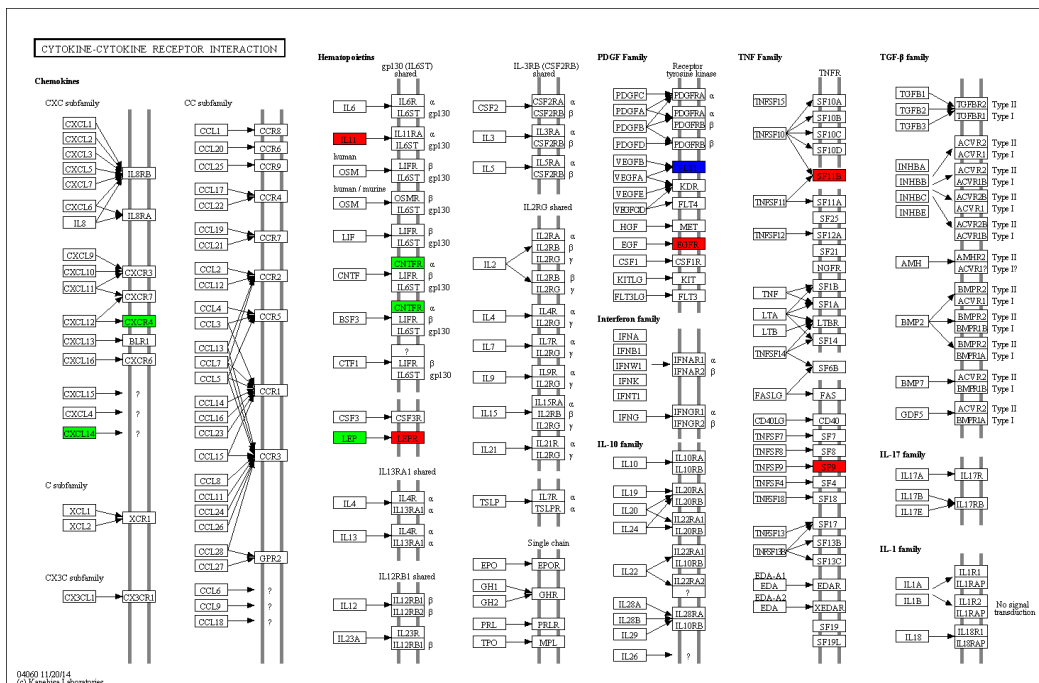 CYTOKINE-CYTOKINE RECEPTOR INTERACTION
Chemokines
CXC subfamily
CXCL1
CXCL2
CXCL3
CXCL5
CXCL7
CXCL6
IL8
IL8RB
IL8RA
CXCL9
CXCL10
CXCL11
CXCL12
CXCR3
CXCR7
CXCR4
CXCL13
BLR1
CXCL16
CXCR6
CXCL15
?
CXCL4
?
CXCL14
?
C subfamily
XCL1
XCL2
XCR1
CX3C subfamily
CX3CL1
CX3CR1
CC subfamily
CCL1
CCR8
CCL20
CCR6
CCL25
CCR9
CCL17
CCL22
CCR4
CCL19
CCL21
CCR7
CCL2
CCL12
CCR2
CCL4
CCL3
CCR5
CCL13
CCL7
CCL5
CCL14
CCL16
CCL23
CCR1
CCL15
CCR3
CCL8
CCL11
CCL24
CCL26
CCL28
CCL27
GPR2
CCL6
?
CCL9
?
CCL18
?
Hematopoietins
gp130 (IL6ST)
shared
IL6
IL6R α
IL6ST gp130
IL11
IL11RA α
IL6ST gp130
human
OSM
LIFR β
IL6ST gp130
human / murine
OSM
OSMR β
IL6ST gp130
LIF
LIFR β
IL6ST gp130
CNTF
CNTFR α
LIFR β
IL6ST gp130
BSF3
CNTFR α
LIFR β
IL6ST gp130
CTF1
?
LIFR β
IL6ST gp130
CSF3
CSF3R
LEP
LEPR
IL13RA1 shared
IL4
IL4R α
IL13RA1 α
IL13
IL4R α
IL13RA1 α
IL12RB1 shared
IL12
IL12RB1 β
IL12RB2 β
IL23A
IL23R
IL12RB1 β
IL-3RB (CSF2RB)
shared
CSF2
CSF2RA α
CSF2RB β
IL3
IL3RA α
CSF2RB β
IL5
IL5RA α
CSF2RB β
IL2RG shared
IL2
IL2RA α
IL2RB β
IL2RG γ
IL2RB β
IL2RG γ
IL4
IL4R α
IL2RG γ
IL7
IL7R α
IL2RG γ
IL9
IL9R α
IL2RG γ
IL15
IL15RA α
IL2RB β
IL2RG γ
IL21
IL21R α
IL2RG γ
TSLP
IL7R α
TSLPR α
Single chain
EPO
EPOR
GH1
GH2
GHR
PRL
PRLR
TPO
MPL
PDGF Family
Receptor
tyrosine kinase
PDGFC
PDGFA
PDGFB
PDGFD
PDGFRA α
PDGFRA α
PDGFRB β
PDGFRB β
VEGFB
VEGFA
VEGFE
VEGFC/D
KDR
FLT4
HGF
MET
EGF
EGFR
CSF1
CSF1R
KITLG
KIT
FLT3LG
FLT3
Interferon family
IFNA
IFNB1
IFNW1
IFNK
IFNT1
IFNAR1 α
IFNAR2 β
IFNG
IFNGR1 α
IFNGR2 β
IL-10 family
IL10
IL10RA
IL10RB
IL19
IL20
IL24
IL20RA
IL20RB
IL22RA1
IL20RB
IL22
IL22RA1
IL10RB
IL22RA2
?
IL28A
IL28B
IL29
IL28RA
IL10RB
IL26
?
TNF Family
TNFR
TNFSF15
TNFSF10
SF10A
SF10B
SF10C
SF10D
SF11B
TNFSF11
SF11A
SF25
TNFSF12
SF12A
SF21
NGFR
TNF
LTA
LTB
TNFSF14
SF1B
SF1A
LTBR
SF14
SF6B
FASLG
FAS
CD40LG
CD40
TNFSF7
SF7
TNFSF8
SF8
TNFSF9
SF9
TNFSF4
SF4
TNFSF18
SF18
TNFSF13
TNFSF13B
SF17
SF13B
SF13C
EDA-A1
EDA
EDAR
EDA-A2
EDA
XEDAR
SF19
SF19L
TGF-β family
TGFB1
TGFB2
TGFB3
TGFBR2 Type II
TGFBR1 Type I
INHBA
INHBB
INHBC
INHBE
ACVR2 Type II
ACVR1 Type I
ACVR2 Type II
ACVR1B Type I
ACVR2B Type II
ACVR1 Type I
ACVR2B Type II
ACVR1B Type I
AMH
AMHR2 Type II
ACVR1? Type I?
BMP2
BMPR2 Type II
ACVR1 Type I
BMPR2 Type II
BMPR1B Type I
BMPR2 Type II
BMPR1A Type I
BMP7
ACVR2 Type II
BMPR1B Type I
GDF5
ACVR2 Type II
BMPR1A Type I
IL-17 family
IL17A
IL17R
IL17B
IL17E
IL17RB
IL-1 family
IL1A
IL1B
IL1R1
IL1RAP
IL1R2
IL1RAP
No signal
transduction
IL18
IL18R1
IL18RAP
04060 11/20/14
(c) Kanehisa Laboratories